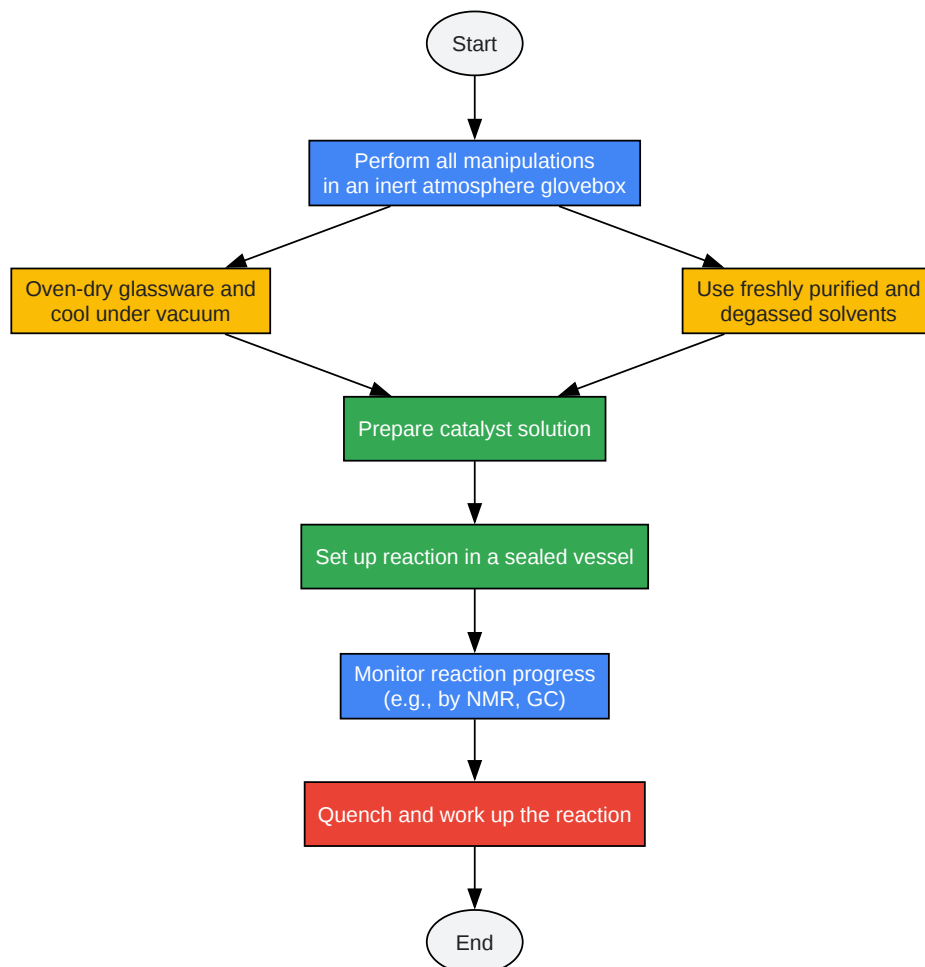 Start
Perform all manipulations
in an inert atmosphere glovebox
Oven-dry glassware and
cool under vacuum
Use freshly purified and
degassed solvents
Prepare catalyst solution
Set up reaction in a sealed vessel
Monitor reaction progress
(e.g., by NMR, GC)
Quench and work up the reaction
End